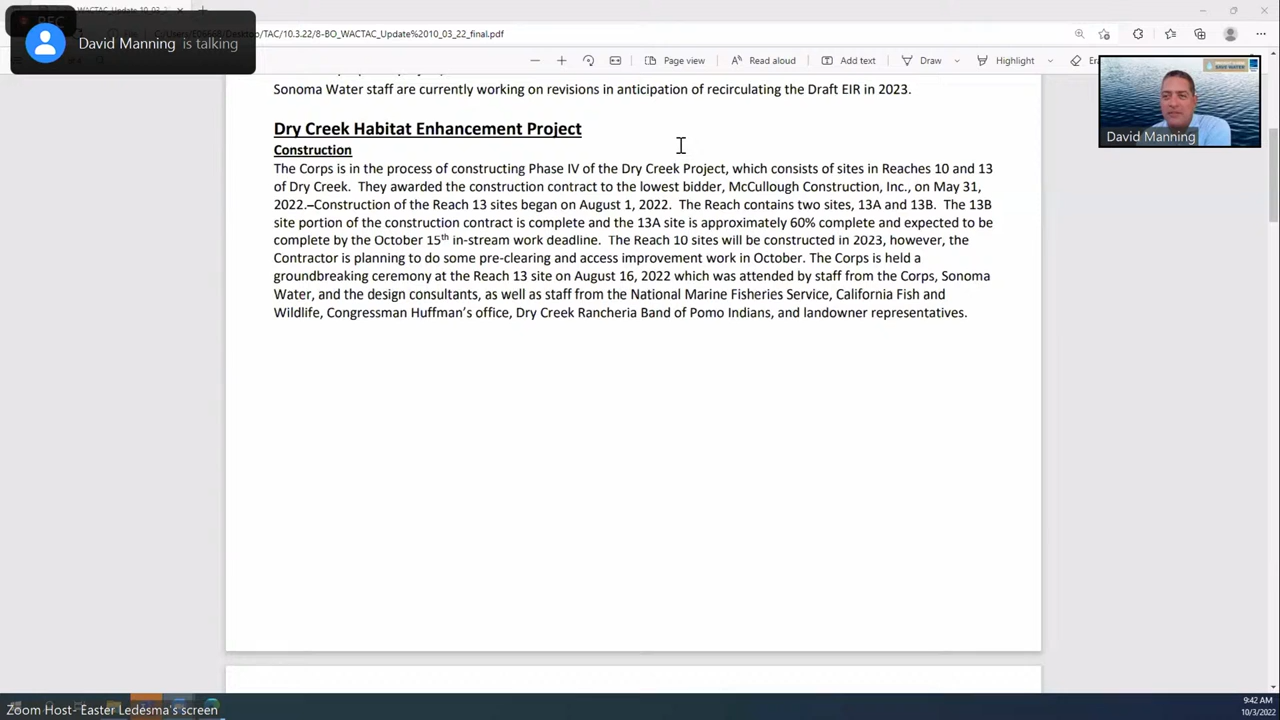 David Manning is talking
C:/Users/E0666B/Desktop/TAC/10.3.22/8-BO_WACTAC_Update%2010_03_22_final.pdf
Page view
Read aloud
Add text
Draw
Highlight
David Manning
Sonoma Water staff are currently working on revisions in anticipation of recirculating the Draft EIR in 2023.
Dry Creek Habitat Enhancement Project
Construction
The Corps is in the process of constructing Phase IV of the Dry Creek Project, which consists of sites in Reaches 10 and 13
of Dry Creek. They awarded the construction contract to the lowest bidder, McCullough Construction, Inc., on May 31,
2022.–Construction of the Reach 13 sites began on August 1, 2022. The Reach contains two sites, 13A and 13B. The 13B
site portion of the construction contract is complete and the 13A site is approximately 60% complete and expected to be
complete by the October 15th in-stream work deadline. The Reach 10 sites will be constructed in 2023, however, the
Contractor is planning to do some pre-clearing and access improvement work in October. The Corps is held a
groundbreaking ceremony at the Reach 13 site on August 16, 2022 which was attended by staff from the Corps, Sonoma
Water, and the design consultants, as well as staff from the National Marine Fisheries Service, California Fish and
Wildlife, Congressman Huffman's office, Dry Creek Rancheria Band of Pomo Indians, and landowner representatives.
Zoom Host- Easter Ledesma's screen
9:42 AM
10/3/2022